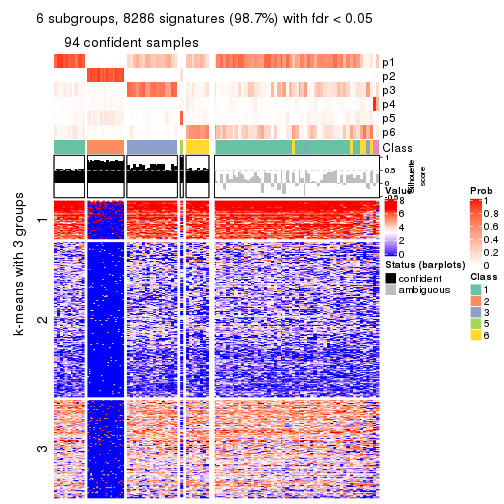 6 subgroups, 8286 signatures (98.7%) with fdr < 0.05
94 confident samples
p1
p2
p3
p4
p5
p6
Class
1
0.5
0
-0.5
Silhouette
score
k-means with 3 groups
1
2
3
Value
8
6
4
2
0
Status (barplots)
confident
ambiguous
Prob
1
0.8
0.6
0.4
0.2
0
Class
1
2
3
5
6